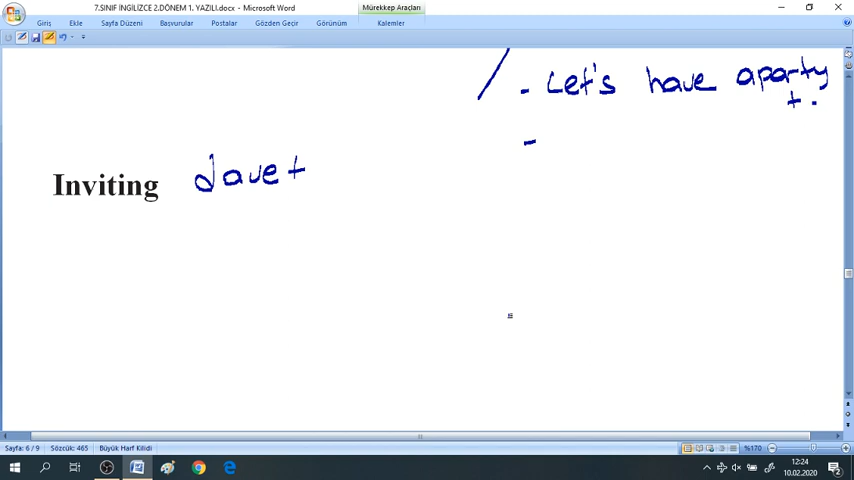 7.SINIF İNGİLİZCE 2.DÖNEM 1. YAZILI.docx - Microsoft Word
Mürekkep Araçları
Giriş Ekle Sayfa Düzeni Başvurular Postalar Gözden Geçir Görünüm Kalemler
/ - Let's have aparty
+.
-
Inviting davet
Sayfa: 6 / 9 Sözcük: 465 Büyük Harf Kilidi %170
12:24
10.02.2020
2